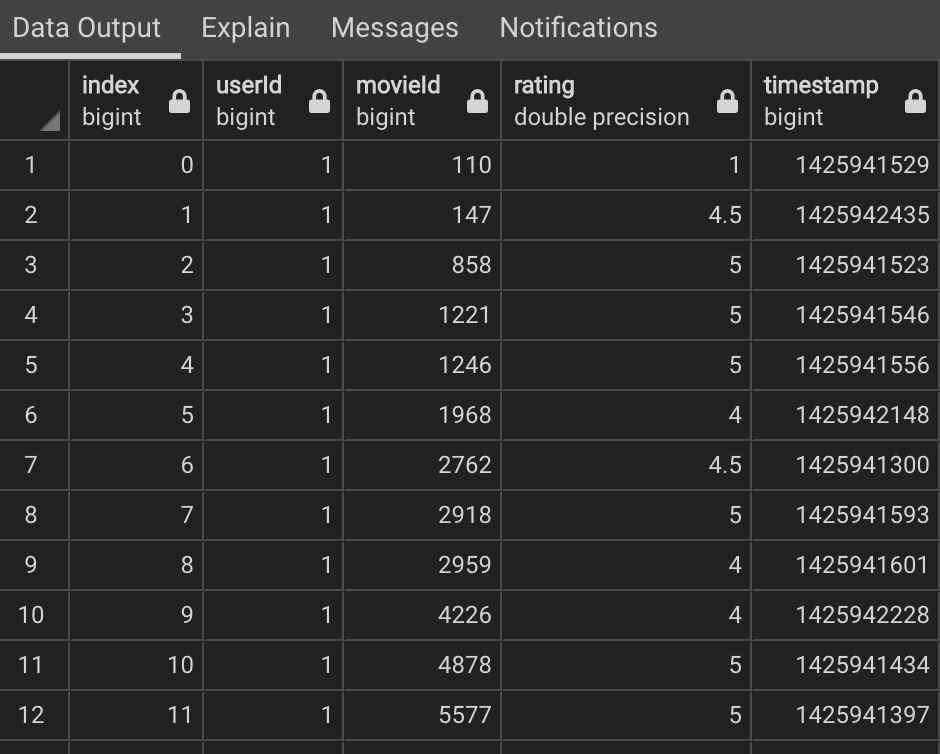 Data Output Explain Messages Notifications
index userId movieId rating timestamp
bigint bigint bigint double precision bigint
1 0 1 110 1 1425941529
2 1 1 147 4.5 1425942435
3 2 1 858 5 1425941523
4 3 1 1221 5 1425941546
5 4 1 1246 5 1425941556
6 5 1 1968 4 1425942148
7 6 1 2762 4.5 1425941300
8 7 1 2918 5 1425941593
9 8 1 2959 4 1425941601
10 9 1 4226 4 1425942228
11 10 1 4878 5 1425941434
12 11 1 5577 5 1425941397